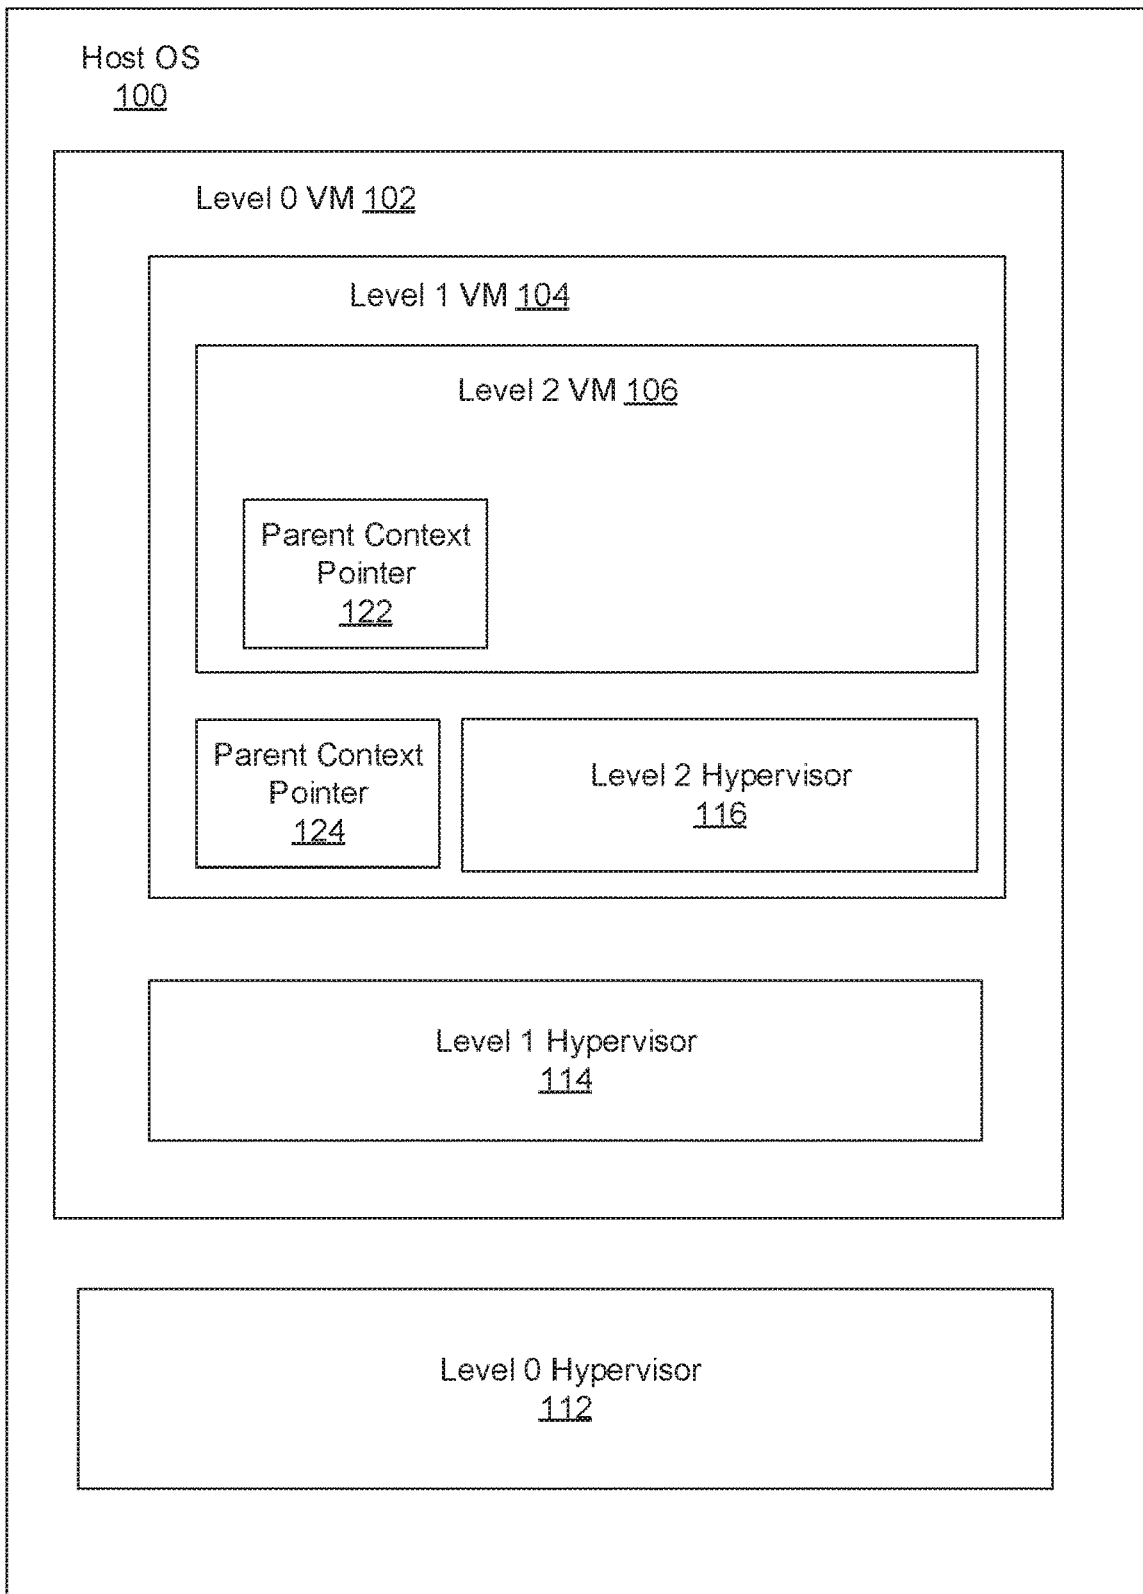 Host OS
100
Level 0 VM 102
Level 1 VM 104
Level 2 VM 106
Parent Context
Pointer
122
Parent Context
Pointer
124
Level 2 Hypervisor
116
Level 1 Hypervisor
114
Level 0 Hypervisor
112